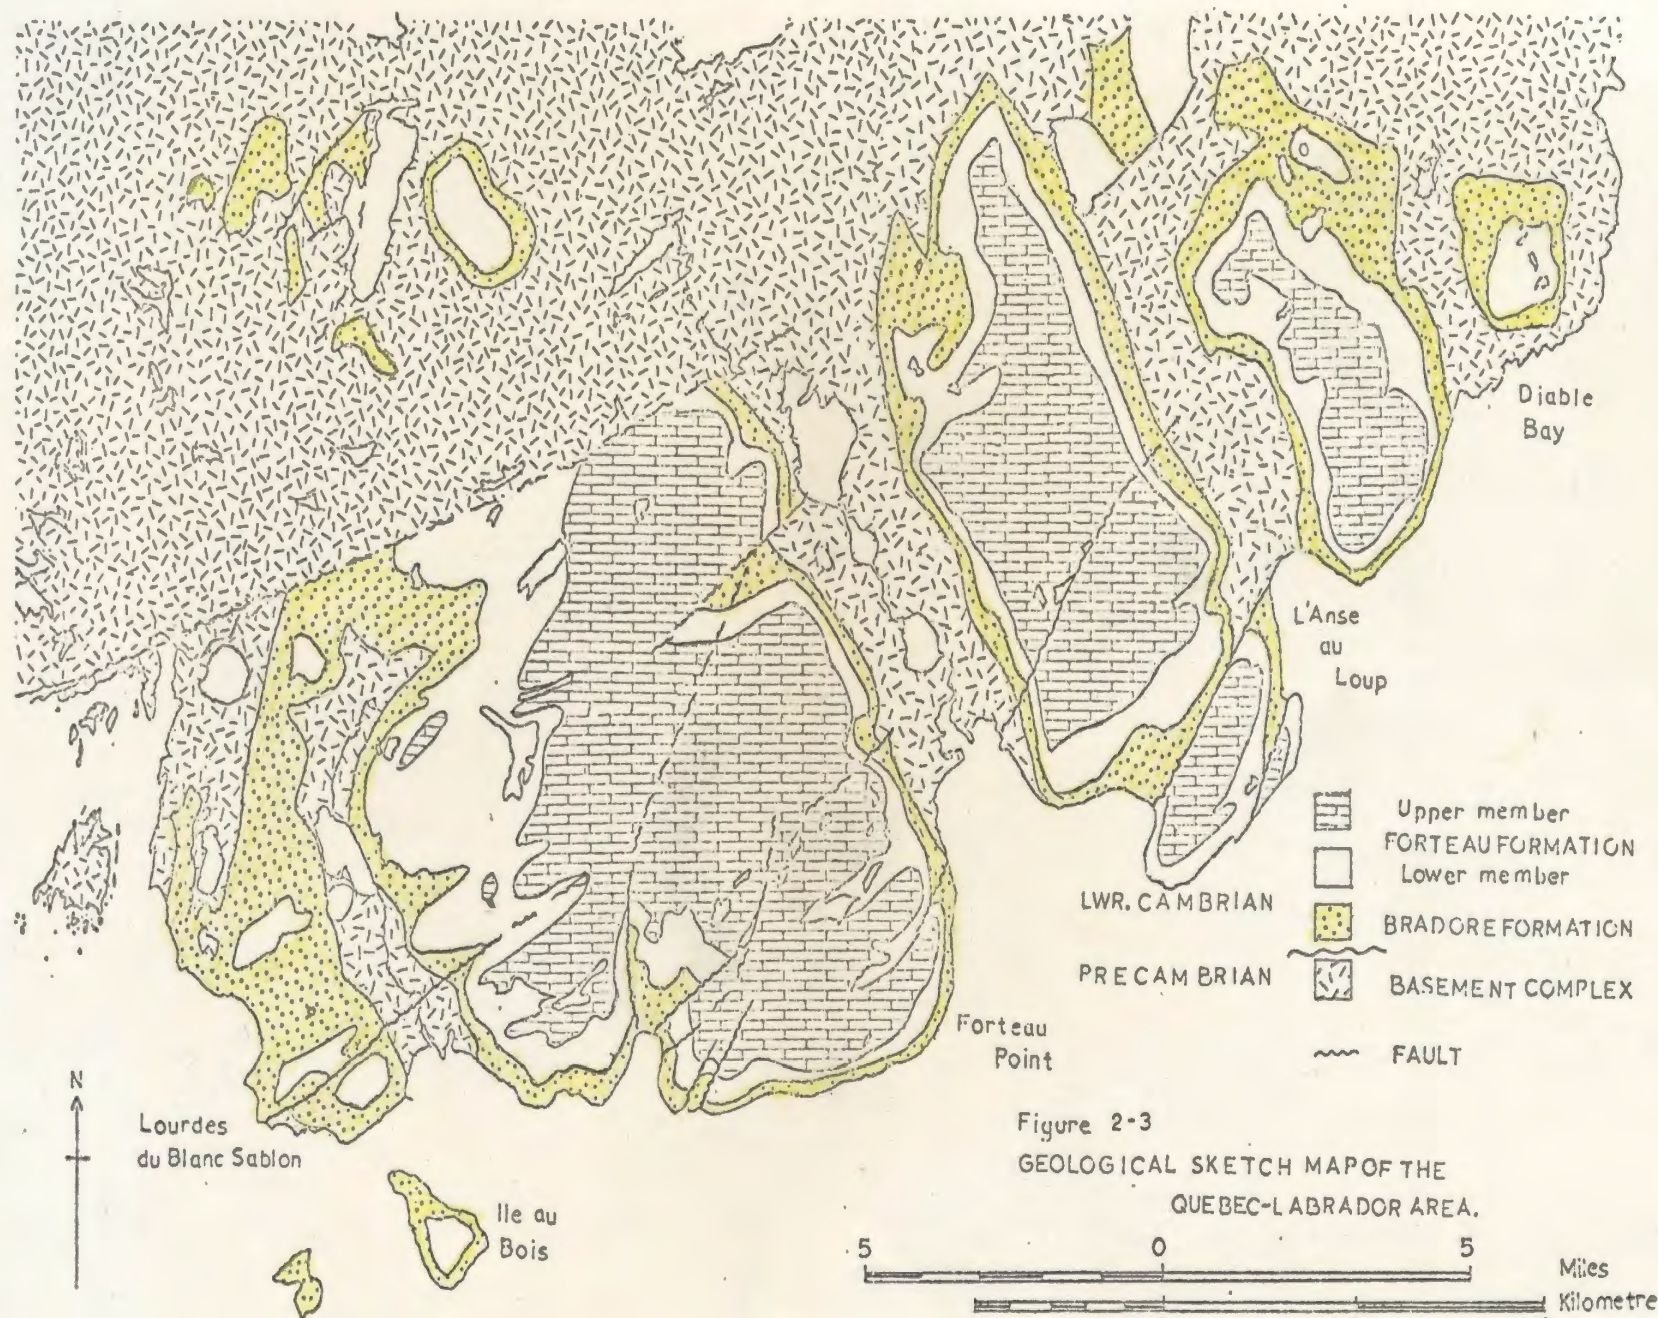 Diable
Bay
L'Anse
au
Loup
Upper member
FORTEAU FORMATION
Lower member
LWR. CAMBRIAN
BRADORE FORMATION
PRECAMBRIAN
BASEMENT COMPLEX
FAULT
Forteau
Point
N
Lourdes
du Blanc Sablon
Ile au
Bois
Figure 2-3
GEOLOGICAL SKETCH MAP OF THE
QUEBEC-LABRADOR AREA.
5 0 5
Miles
Kilometre